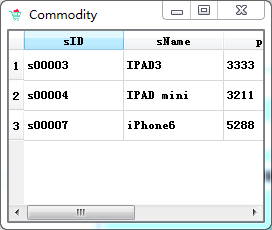 Commodity
sID sName p
1 s00003 IPAD3 3333
2 s00004 IPAD mini 3211
3 s00007 iPhone6 5288